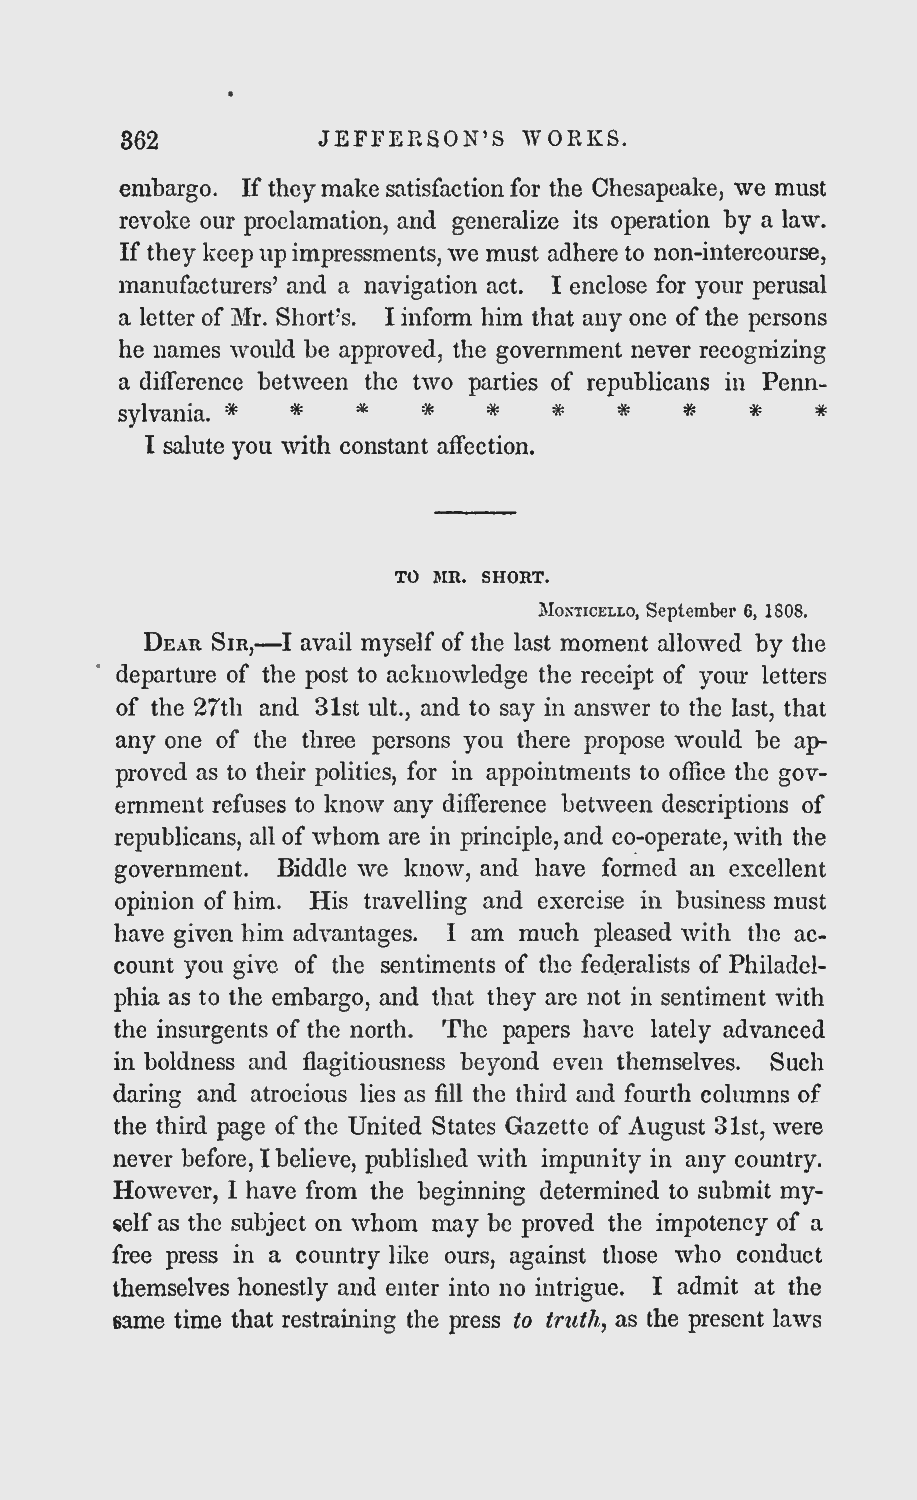 362 JEFFERSON'S WORKS.
embargo. If they make satisfaction for the Chesapeake, we must
revoke our proclamation, and generalize its operation by a law.
If they keep up impressments, we must adhere to non-intercourse,
manufacturers' and a navigation act. I enclose for your perusal
a letter of Mr. Short's. I inform him that any one of the persons
he names would be approved, the government never recognizing
a difference between the two parties of republicans in Penn-
sylvania. * * * * * * * * * *
I salute you with constant affection.
TO MR. SHORT.
MONTICELLO, September 6, 1808.
DEAR SIR,—I avail myself of the last moment allowed by the
departure of the post to acknowledge the receipt of your letters
of the 27th and 31st ult., and to say in answer to the last, that
any one of the three persons you there propose would be ap-
proved as to their politics, for in appointments to office the gov-
ernment refuses to know any difference between descriptions of
republicans, all of whom are in principle, and co-operate, with the
government. Biddle we know, and have formed an excellent
opinion of him. His travelling and exercise in business must
have given him advantages. I am much pleased with the ac-
count you give of the sentiments of the federalists of Philadel-
phia as to the embargo, and that they are not in sentiment with
the insurgents of the north. The papers have lately advanced
in boldness and flagitiousness beyond even themselves. Such
daring and atrocious lies as fill the third and fourth columns of
the third page of the United States Gazette of August 31st, were
never before, I believe, published with impunity in any country.
However, I have from the beginning determined to submit my-
self as the subject on whom may be proved the impotency of a
free press in a country like ours, against those who conduct
themselves honestly and enter into no intrigue. I admit at the
same time that restraining the press to truth, as the present laws